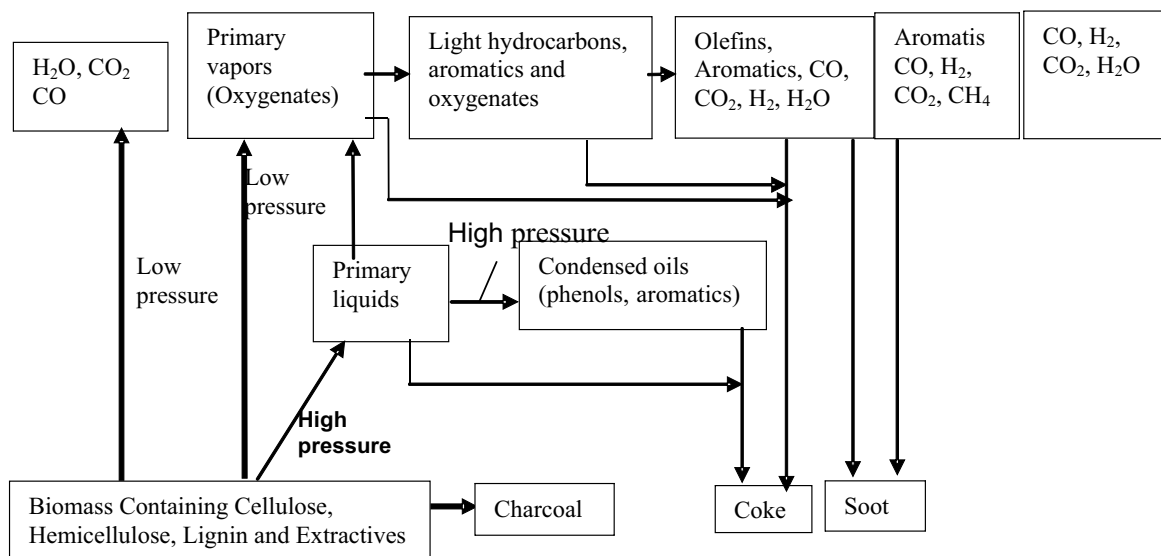 H₂O, CO₂
CO
Primary
vapors
(Oxygenates)
Light hydrocarbons,
aromatics and
oxygenates
Olefins,
Aromatics, CO,
CO₂, H₂, H₂O
Aromatis
CO, H₂,
CO₂, CH₄
CO, H₂,
CO₂, H₂O
Low
pressure
Low
pressure
High pressure
Primary
liquids
Condensed oils
(phenols, aromatics)
High
pressure
Biomass Containing Cellulose,
Hemicellulose, Lignin and Extractives
Charcoal
Coke
Soot